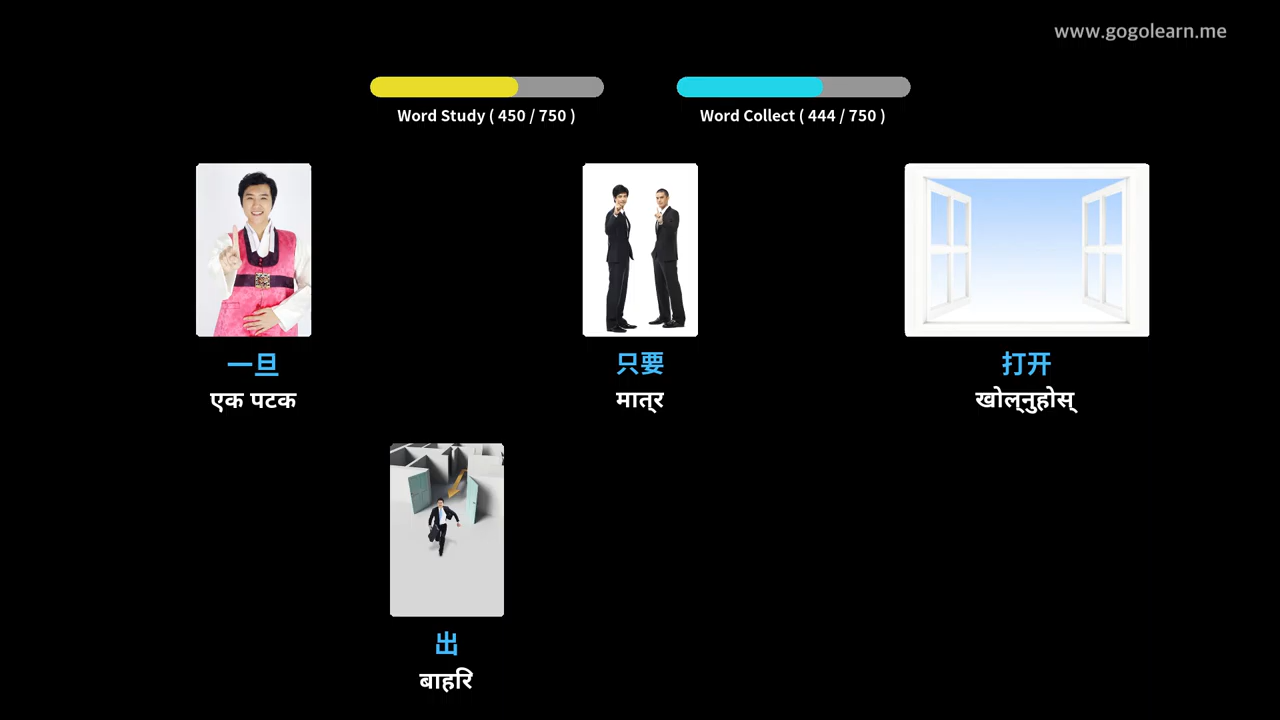 www.gogolearn.me
Word Study ( 450 / 750 )
Word Collect ( 444 / 750 )
一旦
एक पटक
只要
मात्र
打开
खोल्नुहोस्
出
बाहिर